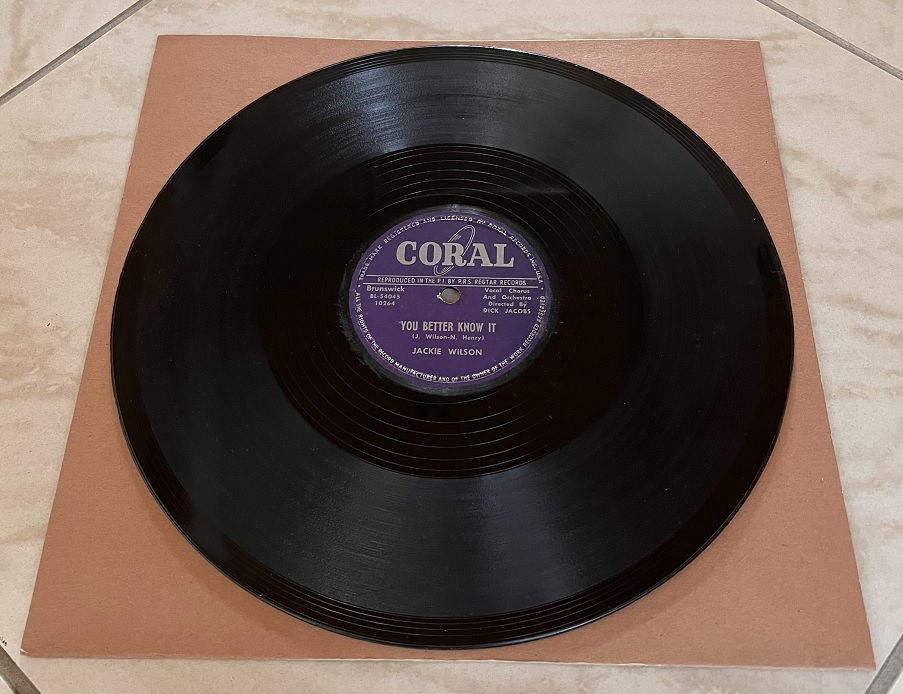 TRADE MARK REGISTERED AND LICENSED BY CORAL RECORDS, INC., U.S.A.
CORAL
REPRODUCED IN THE P.I BY P.R.S. REGTAR RECORDS
Brunswick
BL-54045
10264
Vocal Chorus
And Orchestra
Directed By
DICK JACOBS
YOU BETTER KNOW IT
(J. Wilson-N. Henry)
JACKIE WILSON
ALL THE RIGHTS OF THE RECORD MANUFACTURER AND OF THE OWNER OF THE WORK RECORDED RESERVED